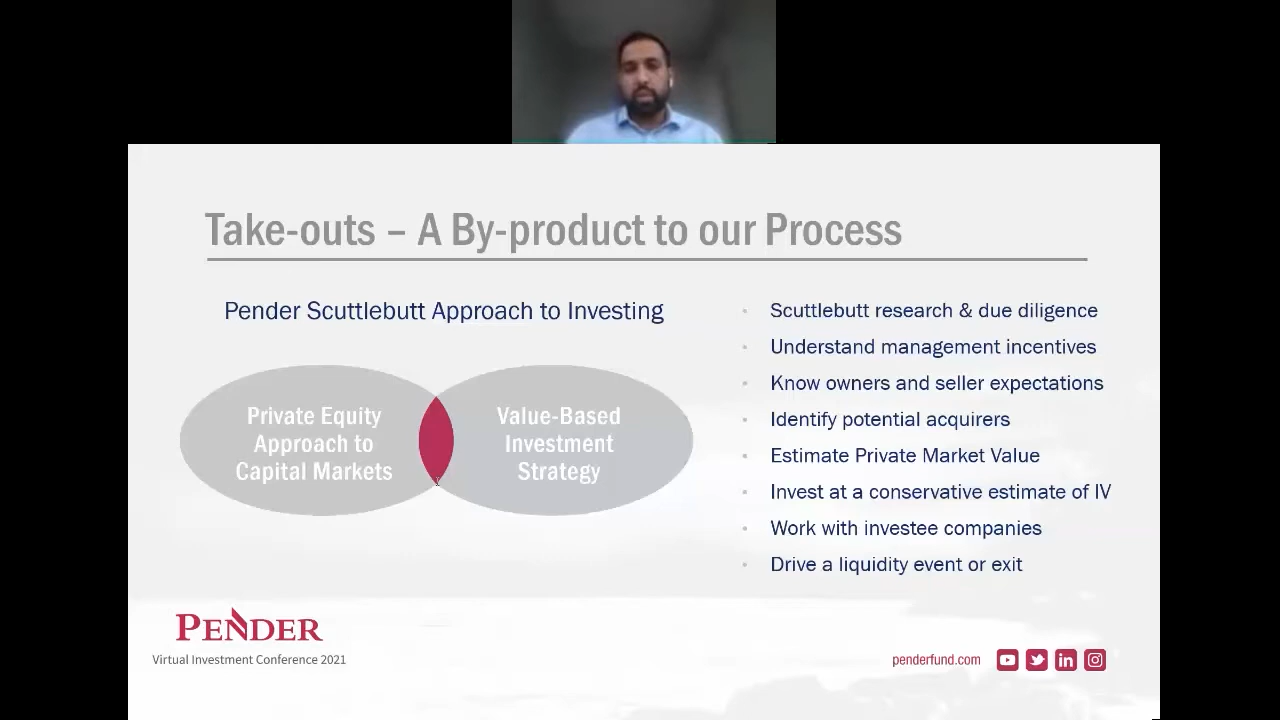 Take-outs – A By-product to our Process
Pender Scuttlebutt Approach to Investing
Private Equity
Approach to
Capital Markets
Value-Based
Investment
Strategy
Scuttlebutt research & due diligence
Understand management incentives
Know owners and seller expectations
Identify potential acquirers
Estimate Private Market Value
Invest at a conservative estimate of IV
Work with investee companies
Drive a liquidity event or exit
PENDER
Virtual Investment Conference 2021
penderfund.com